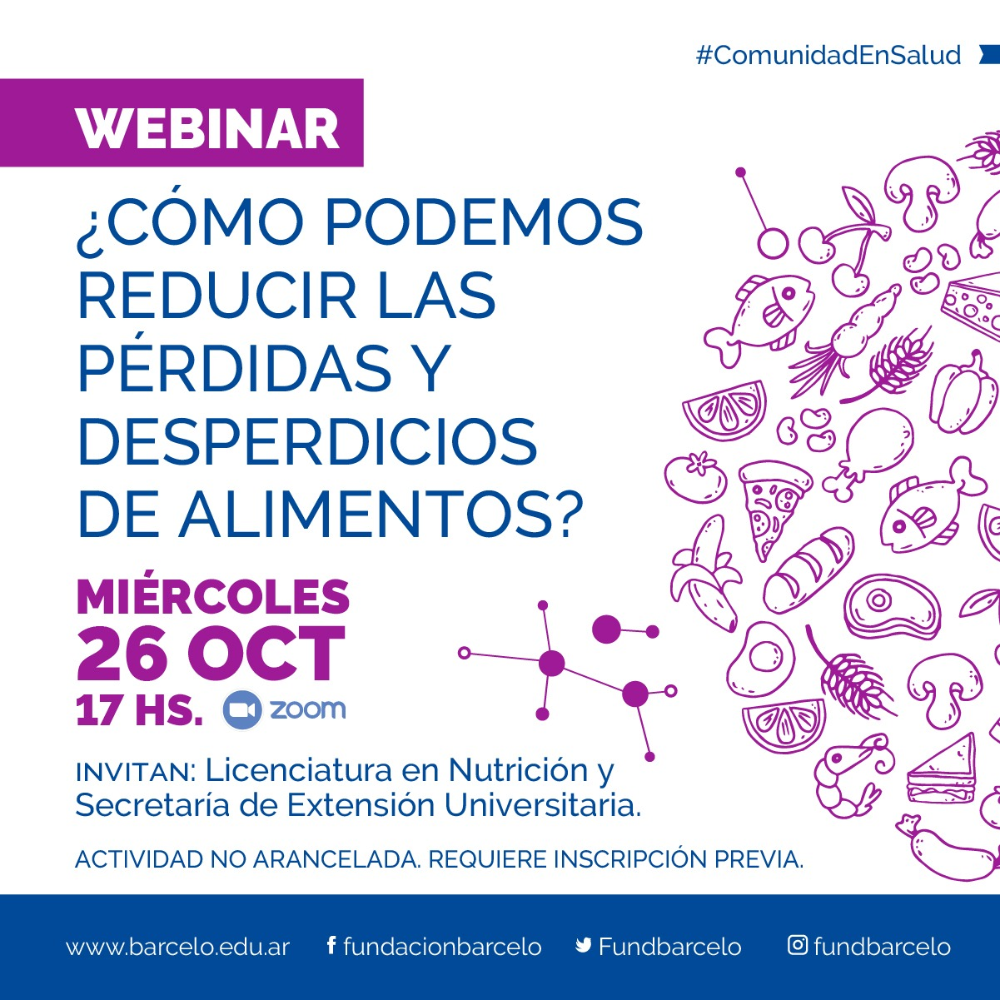 #ComunidadEnSalud
WEBINAR
¿CÓMO PODEMOS
REDUCIR LAS
PÉRDIDAS Y
DESPERDICIOS
DE ALIMENTOS?
MIÉRCOLES
26 OCT
17 HS. zoom
INVITAN: Licenciatura en Nutrición y
Secretaría de Extensión Universitaria.
ACTIVIDAD NO ARANCELADA. REQUIERE INSCRIPCIÓN PREVIA.
www.barcelo.edu.ar fundacionbarcelo Fundbarcelo fundbarcelo